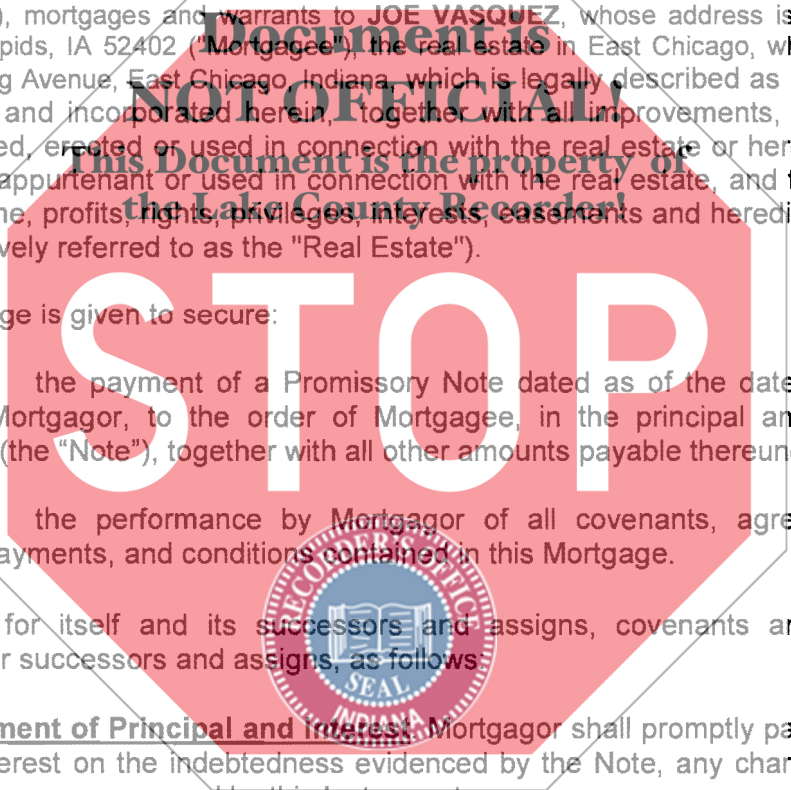 ), mortgages and warrants to JOE VASQUEZ, whose address is
pids, IA 52402 ("Mortgagee"), the real estate in East Chicago, wh
g Avenue, East Chicago, Indiana, which is legally described as
and incorporated herein, together with all improvements,
ed, erected or used in connection with the real estate or her
appurtenant or used in connection with the real estate, and
ne, profits, rights, privileges, interests, easements and heredi
vely referred to as the "Real Estate").
Document is
NOT OFFICIAL!
This Document is the property of
the Lake County Recorder!
STOP
ge is given to secure:
the payment of a Promissory Note dated as of the date
Mortgagor, to the order of Mortgagee, in the principal am
(the “Note”), together with all other amounts payable thereun
the performance by Mortgagor of all covenants, agre
ayments, and conditions contained in this Mortgage.
for itself and its successors and assigns, covenants an
r successors and assigns, as follows:
RECORDER'S OFFICE
SEAL
INDIANA
ment of Principal and Interest. Mortgagor shall promptly pa
erest on the indebtedness evidenced by the Note, any char